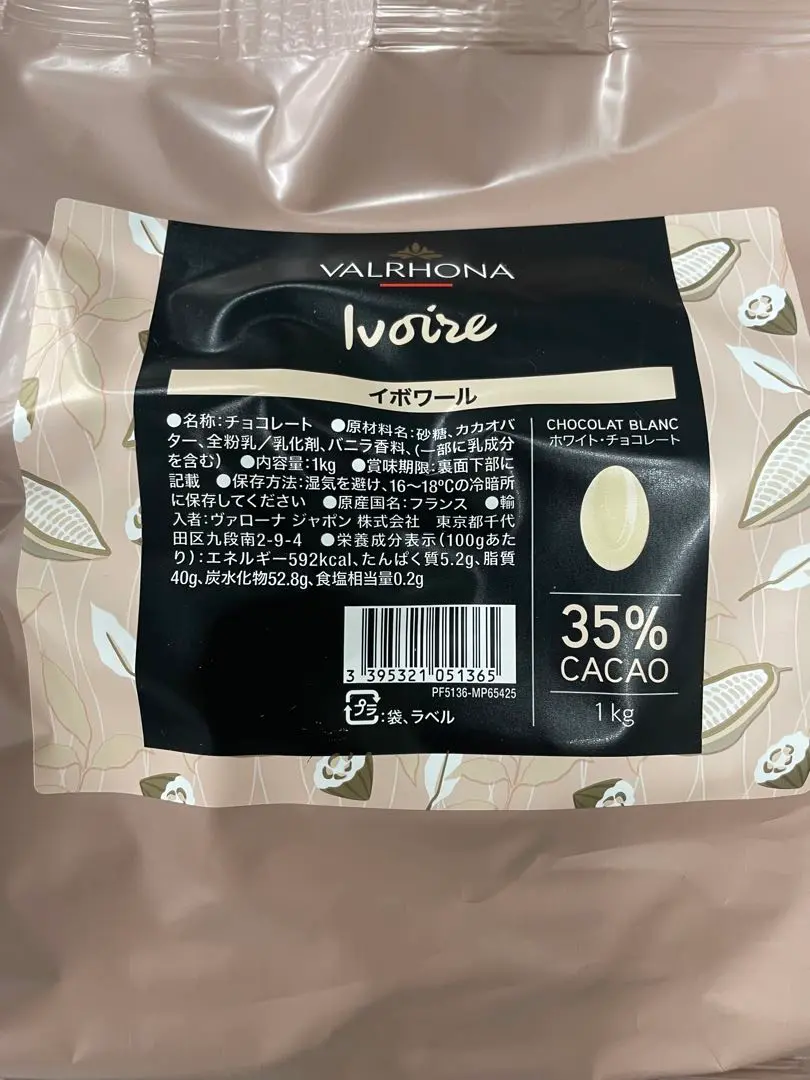 VALRHONA
Ivoire
イボワール
●名称:チョコレート ●原材料名:砂糖、カカオバ
ター、全粉乳/乳化剤、バニラ香料、(一部に乳成分
を含む) ●内容量:1kg ●賞味期限:裏面下部に
記載 ●保存方法:湿気を避け、16〜18℃の冷暗所
に保存してください ●原産国名:フランス ●輸
入者:ヴァローナ ジャポン 株式会社 東京都千代
田区九段南2-9-4 ●栄養成分表示(100gあた
り):エネルギー592kcal、たんぱく質5.2g、脂質
40g、炭水化物52.8g、食塩相当量0.2g
3 395321 051365
PF5136-MP65425
プラ:袋、ラベル
CHOCOLAT BLANC
ホワイト・チョコレート
35%
CACAO
1kg